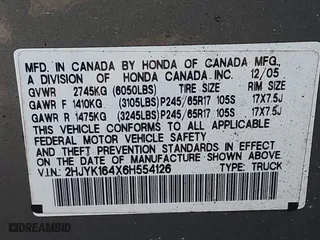 MFD. IN CANADA BY HONDA OF CANADA MFG.,
A DIVISION OF HONDA CANADA INC. 12/05
GVWR 2745KG (6050LBS) TIRE SIZE RIM SIZE
GAWR F 1410KG (3105LBS)P245/65R17 105S 17X7.5J
GAWR R 1475KG (3245LBS)P245/65R17 105S 17X7.5J
THIS VEHICLE CONFORMS TO ALL APPLICABLE
FEDERAL MOTOR VEHICLE SAFETY STANDARDS IN
EFFECT ON THE DATE OF MANUFACTURE SHOWN ABOVE.
V.I.N.: 2HJYK164X6H554126 TYPE: TRUCK
DREAMBID